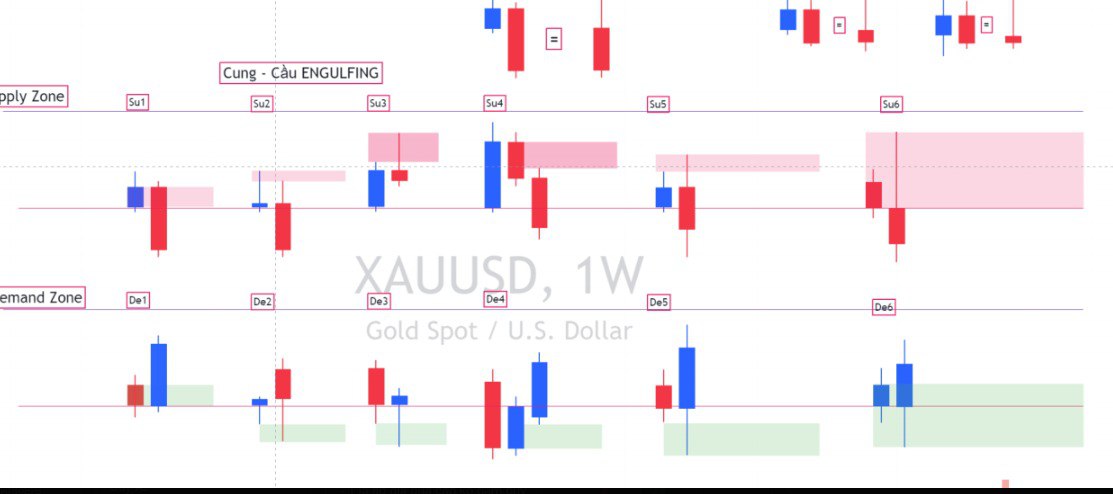 =
=
=
Cung - Cầu ENGULFING
pply Zone
Su1
Su2
Su3
Su4
Su5
Su6
XAUUSD, 1W
emand Zone
De1
De2
De3
De4
De5
De6
Gold Spot / U.S. Dollar